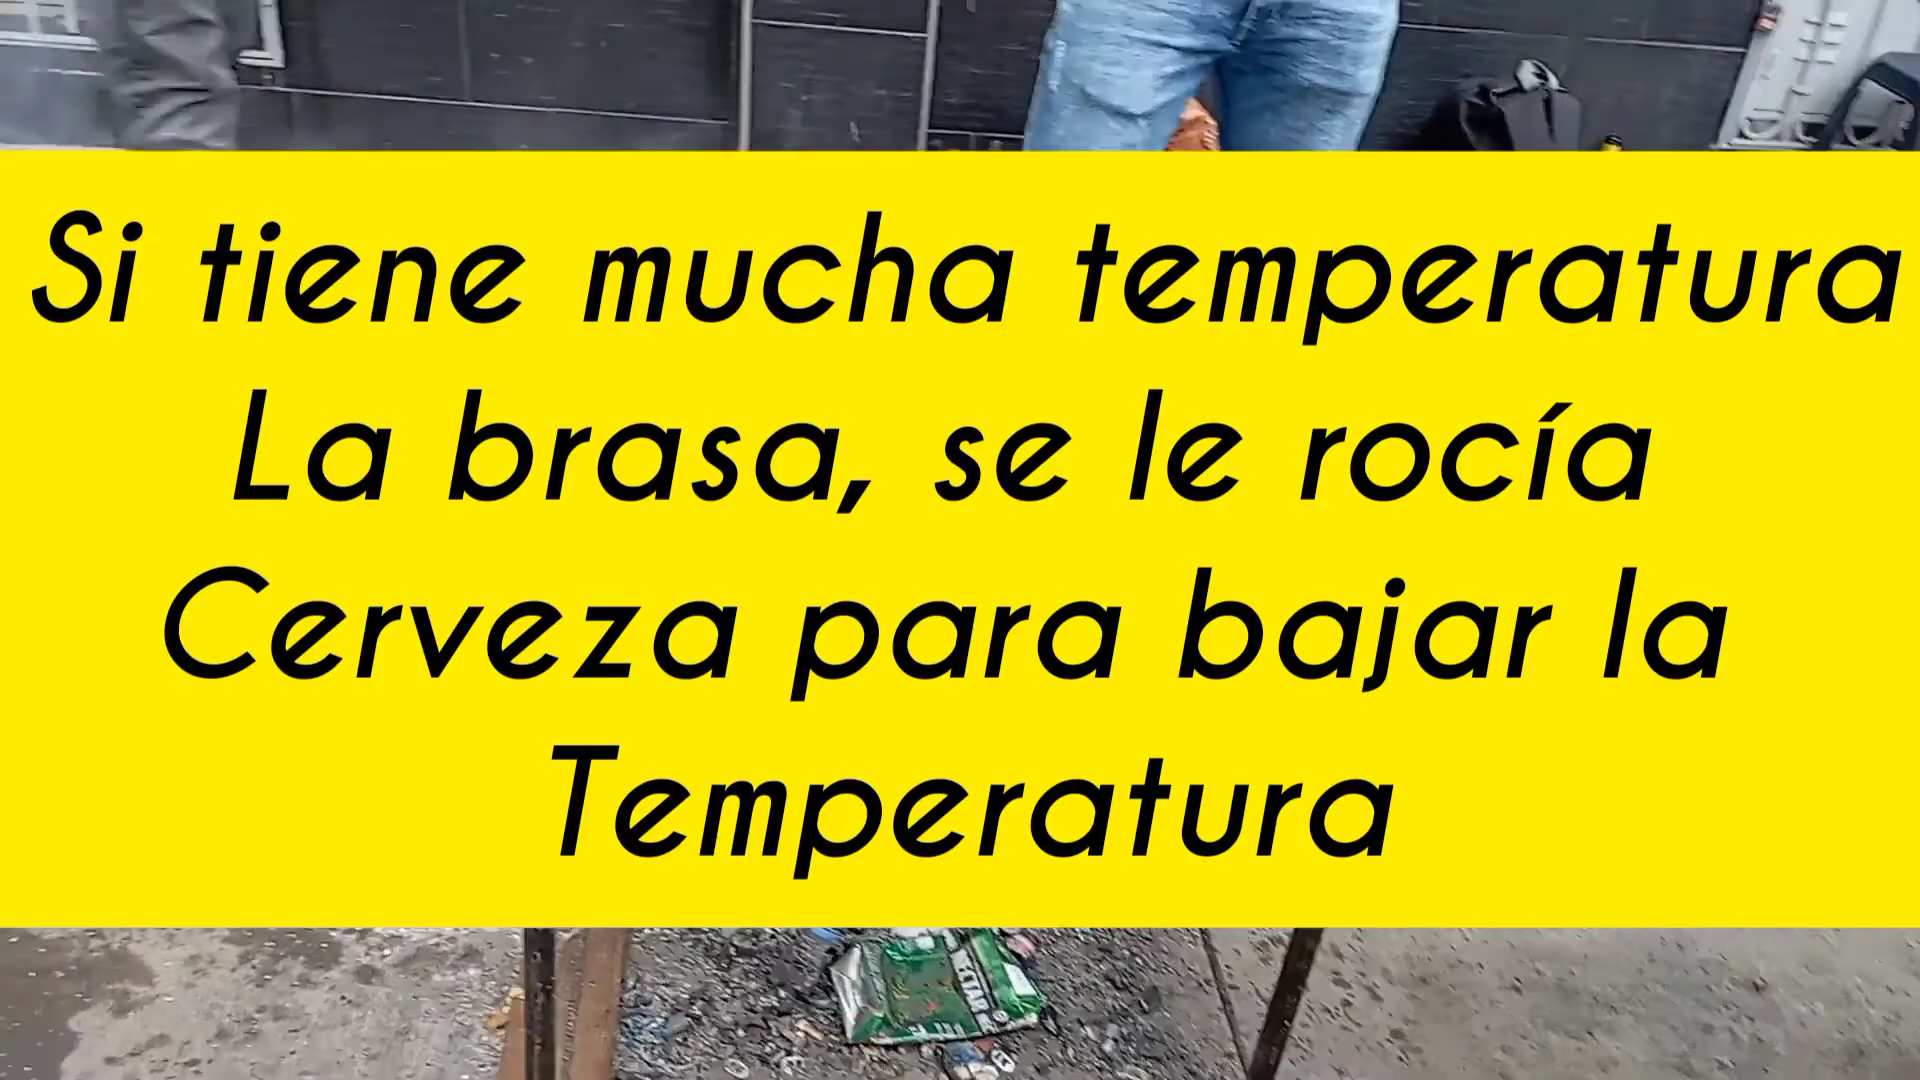 Si tiene mucha temperatura
La brasa, se le rocía
Cerveza para bajar la
Temperatura